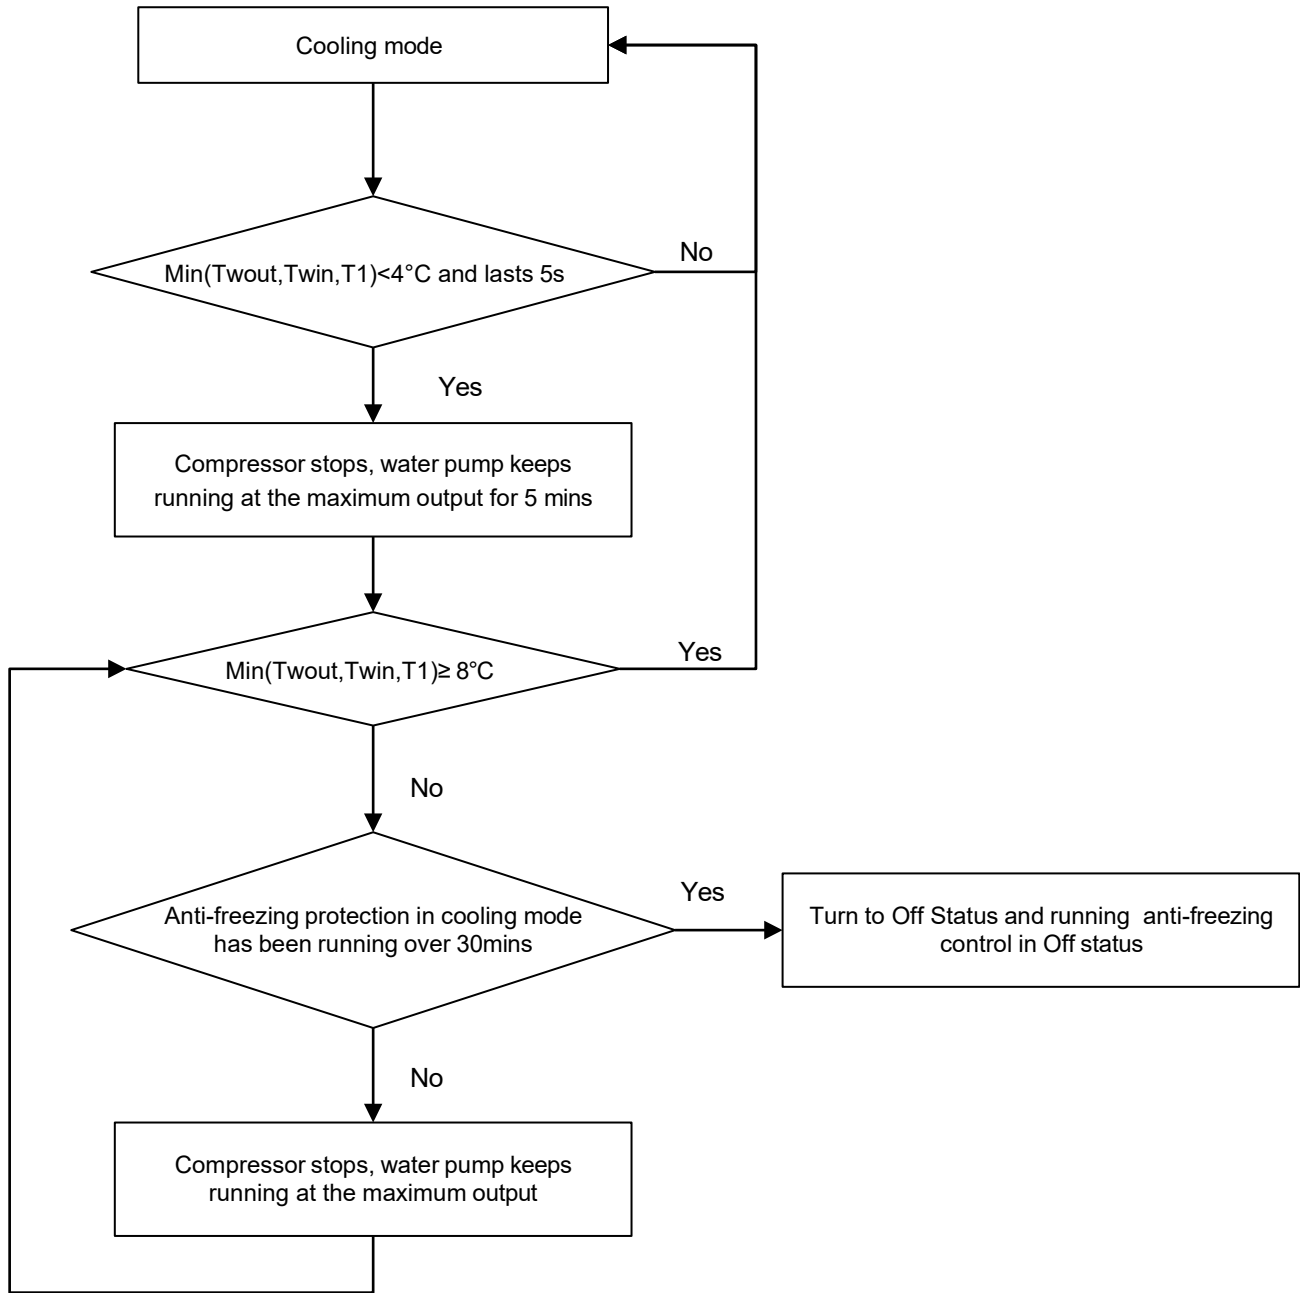 Cooling mode
No
Min(Twout,Twin,T1)<4°C and lasts 5s
Yes
Compressor stops, water pump keeps
running at the maximum output for 5 mins
Yes
Min(Twout,Twin,T1)≥ 8°C
No
Yes
Anti-freezing protection in cooling mode
has been running over 30mins
Turn to Off Status and running anti-freezing
control in Off status
No
Compressor stops, water pump keeps
running at the maximum output